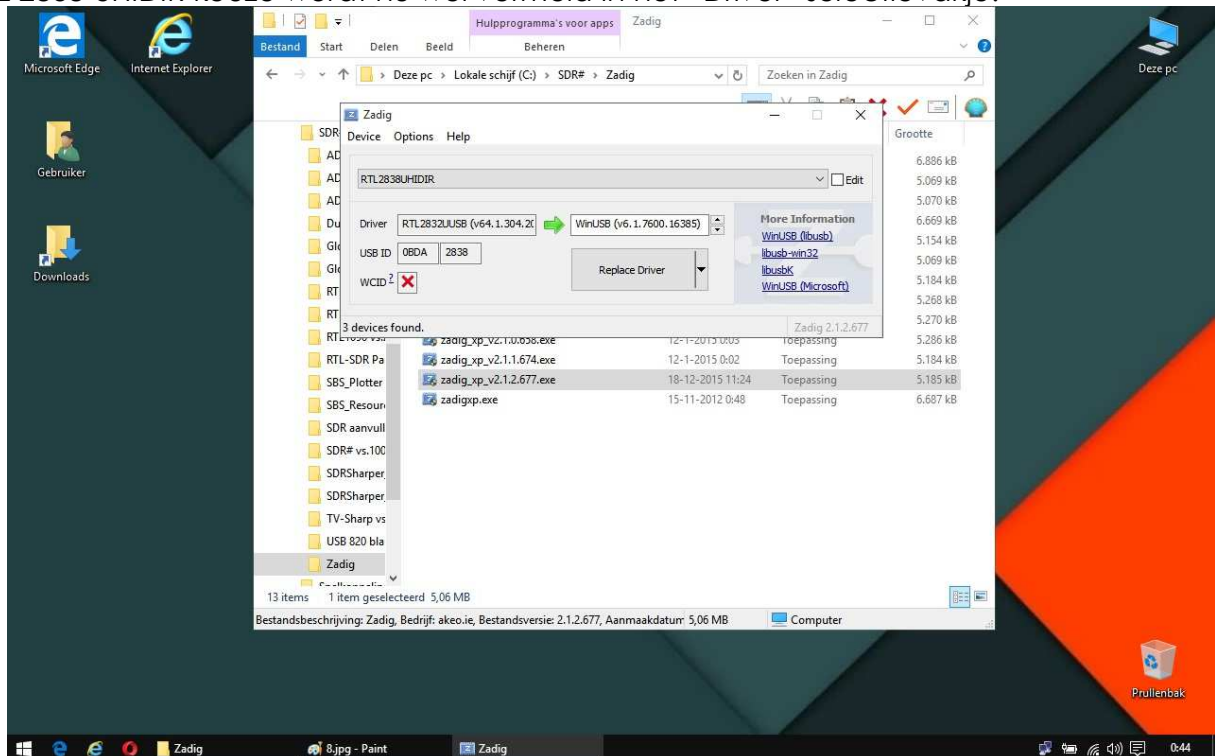 Microsoft Edge
Internet Explorer
Gebruiker
Downloads
Deze pc
Prullenbak
Hulpprogramma's voor apps
Zadig
Bestand
Start
Delen
Beeld
Beheren
Deze pc > Lokale schijf (C:) > SDR# > Zadig
Zoeken in Zadig
Grootte
Zadig
Device Options Help
RTL2838UHIDIR
Edit
Driver
WinUSB (v6.1.7600.16385)
USB ID 0BDA 2838
WCID ?
Replace Driver
More Information
WinUSB (libusb)
libusb-win32
libusbK
WinUSB (Microsoft)
3 devices found.
Zadig 2.1.2.677
6.886 kB
5.069 kB
5.070 kB
6.669 kB
5.154 kB
5.069 kB
5.184 kB
5.268 kB
5.270 kB
5.286 kB
zadig_xp_v2.1.1.674.exe 12-1-2015 0:02 Toepassing 5.184 kB
zadig_xp_v2.1.2.677.exe 18-12-2015 11:24 Toepassing 5.185 kB
zadigxp.exe 15-11-2012 0:48 Toepassing 6.687 kB
SDR
AD
AD
AD
Du
Glo
RT
RT
RTL-SDR Pa
SBS_Plotter
SBS_Resour
SDR aanvull
SDR# vs.100
SDRSharper
SDRSharper
TV-Sharp vs
USB 820 bla
Zadig
13 items 1 item geselecteerd 5,06 MB
Bestandsbeschrijving: Zadig, Bedrijf: akeo.ie, Bestandsversie: 2.1.2.677, Aanmaakdatum 5,06 MB
Computer
Zadig
8.jpg - Paint
Zadig
0:44